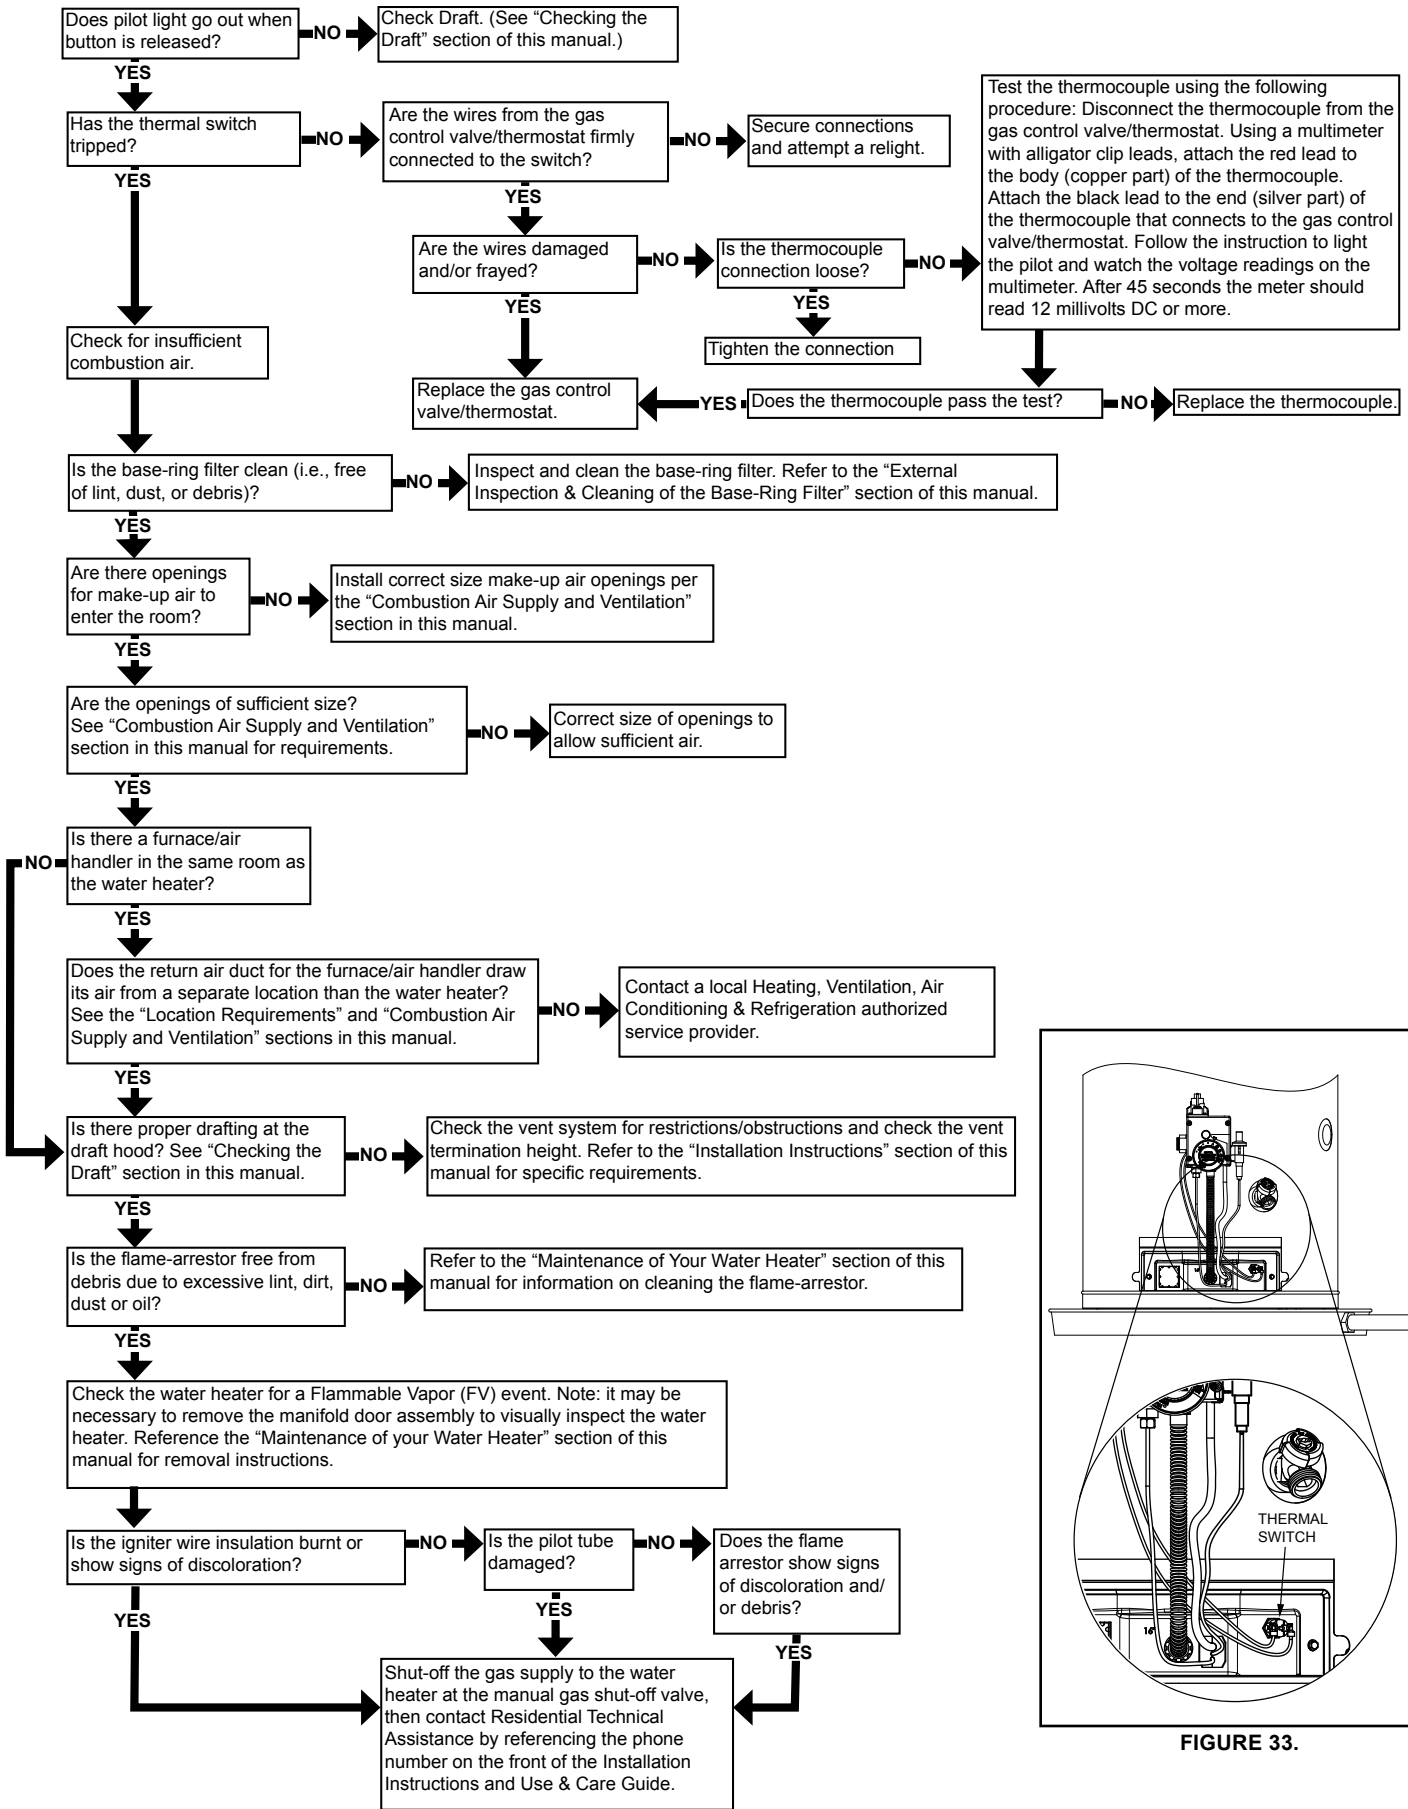 Does pilot light go out when
button is released?
NO
Check Draft. (See “Checking the
Draft” section of this manual.)
YES
Has the thermal switch
tripped?
NO
Are the wires from the gas
control valve/thermostat firmly
connected to the switch?
NO
Secure connections
and attempt a relight.
Test the thermocouple using the following
procedure: Disconnect the thermocouple from the
gas control valve/thermostat. Using a multimeter
with alligator clip leads, attach the red lead to
the body (copper part) of the thermocouple.
Attach the black lead to the end (silver part) of
the thermocouple that connects to the gas control
valve/thermostat. Follow the instruction to light
the pilot and watch the voltage readings on the
multimeter. After 45 seconds the meter should
read 12 millivolts DC or more.
YES
YES
Are the wires damaged
and/or frayed?
NO
Is the thermocouple
connection loose?
NO
YES
YES
Tighten the connection
Check for insufficient
combustion air.
Replace the gas control
valve/thermostat.
YES
Does the thermocouple pass the test?
NO
Replace the thermocouple.
Is the base-ring filter clean (i.e., free
of lint, dust, or debris)?
NO
Inspect and clean the base-ring filter. Refer to the “External
Inspection & Cleaning of the Base-Ring Filter” section of this manual.
YES
Are there openings
for make-up air to
enter the room?
NO
Install correct size make-up air openings per
the “Combustion Air Supply and Ventilation”
section in this manual.
YES
Are the openings of sufficient size?
See “Combustion Air Supply and Ventilation”
section in this manual for requirements.
NO
Correct size of openings to
allow sufficient air.
YES
Is there a furnace/air
handler in the same room as
the water heater?
NO
YES
Does the return air duct for the furnace/air handler draw
its air from a separate location than the water heater?
See the “Location Requirements” and “Combustion Air
Supply and Ventilation” sections in this manual.
NO
Contact a local Heating, Ventilation, Air
Conditioning & Refrigeration authorized
service provider.
YES
Is there proper drafting at the
draft hood? See “Checking the
Draft” section in this manual.
NO
Check the vent system for restrictions/obstructions and check the vent
termination height. Refer to the “Installation Instructions” section of this
manual for specific requirements.
YES
Is the flame-arrestor free from
debris due to excessive lint, dirt,
dust or oil?
NO
Refer to the “Maintenance of Your Water Heater” section of this
manual for information on cleaning the flame-arrestor.
YES
Check the water heater for a Flammable Vapor (FV) event. Note: it may be
necessary to remove the manifold door assembly to visually inspect the water
heater. Reference the “Maintenance of your Water Heater” section of this
manual for removal instructions.
Is the igniter wire insulation burnt or
show signs of discoloration?
NO
Is the pilot tube
damaged?
NO
Does the flame
arrestor show signs
of discoloration and/
or debris?
YES
YES
YES
Shut-off the gas supply to the water
heater at the manual gas shut-off valve,
then contact Residential Technical
Assistance by referencing the phone
number on the front of the Installation
Instructions and Use & Care Guide.
THERMAL
SWITCH
16
FIGURE 33.